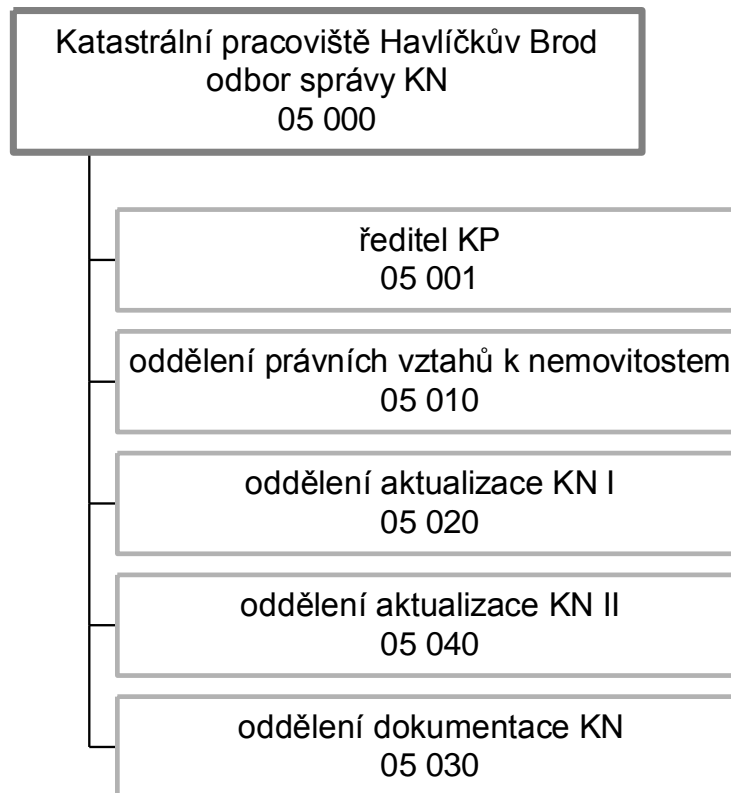 Katastrální pracoviště Havlíčkův Brod
odbor správy KN
05 000
ředitel KP
05 001
oddělení právních vztahů k nemovitostem
05 010
oddělení aktualizace KN I
05 020
oddělení aktualizace KN II
05 040
oddělení dokumentace KN
05 030